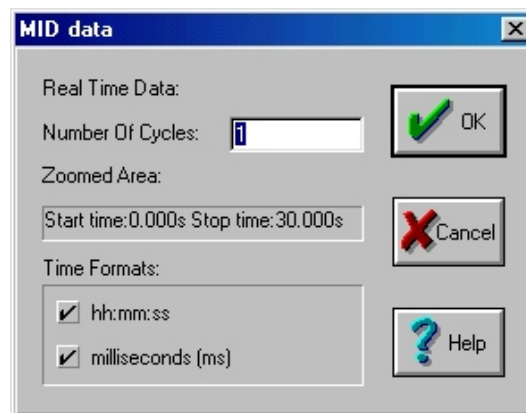 MID data
Real Time Data:
Number Of Cycles: 1
OK
Zoomed Area:
Start time:0.000s Stop time:30.000s
Cancel
Time Formats:
hh:mm:ss
milliseconds (ms)
Help